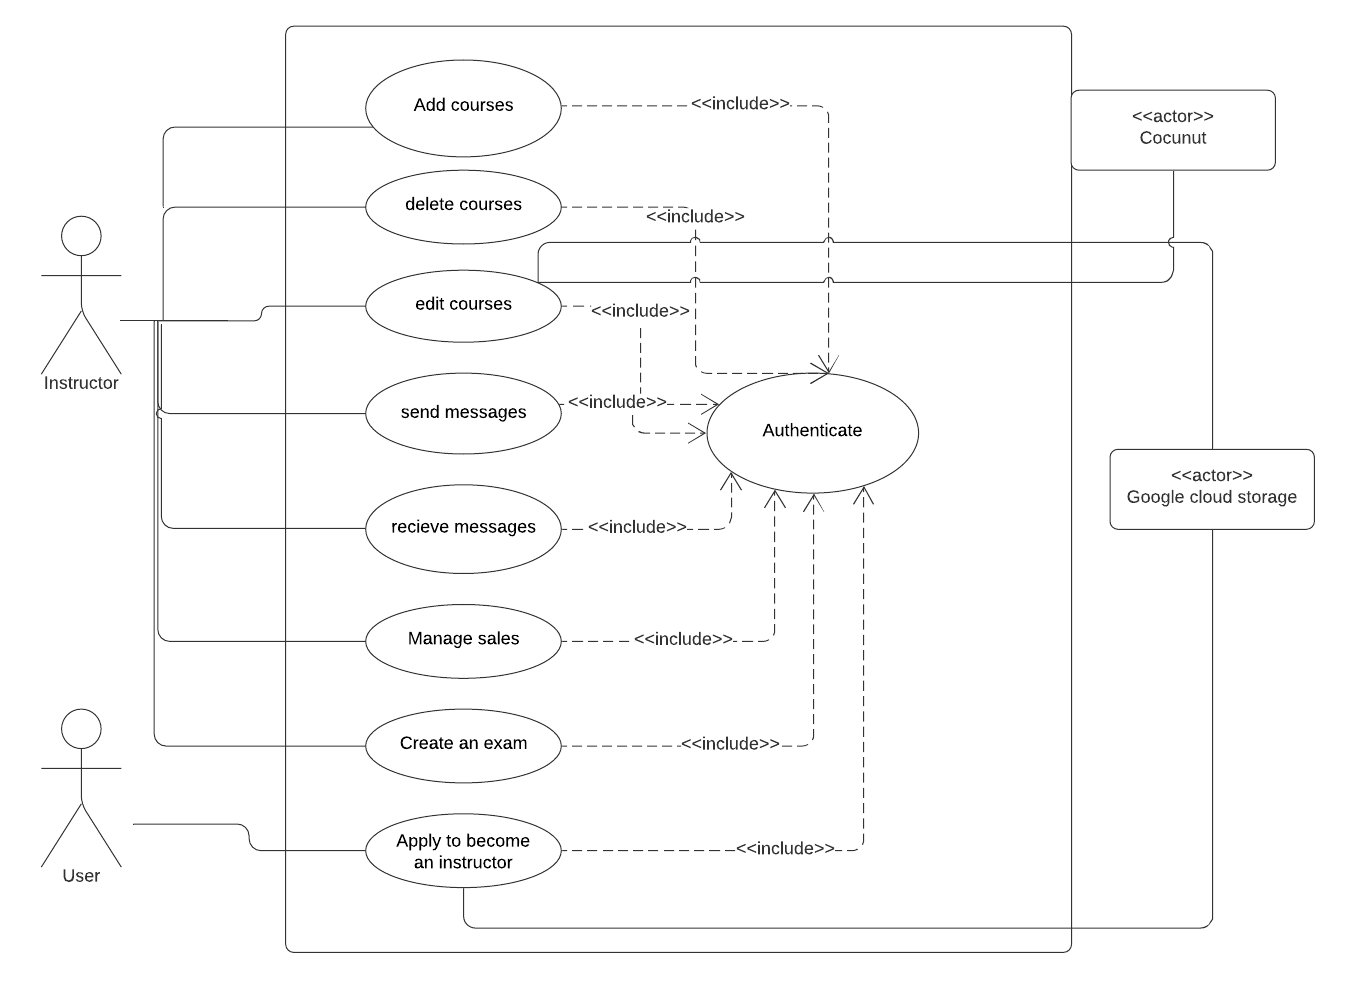 Add courses
<<include>>
<<actor>>
Cocunut
delete courses
<<include>>
edit courses
<<include>>
Instructor
send messages
<<include>>
Authenticate
<<actor>>
Google cloud storage
recieve messages
<<include>>
Manage sales
<<include>>
Create an exam
<<include>>
Apply to become
an instructor
<<include>>
User